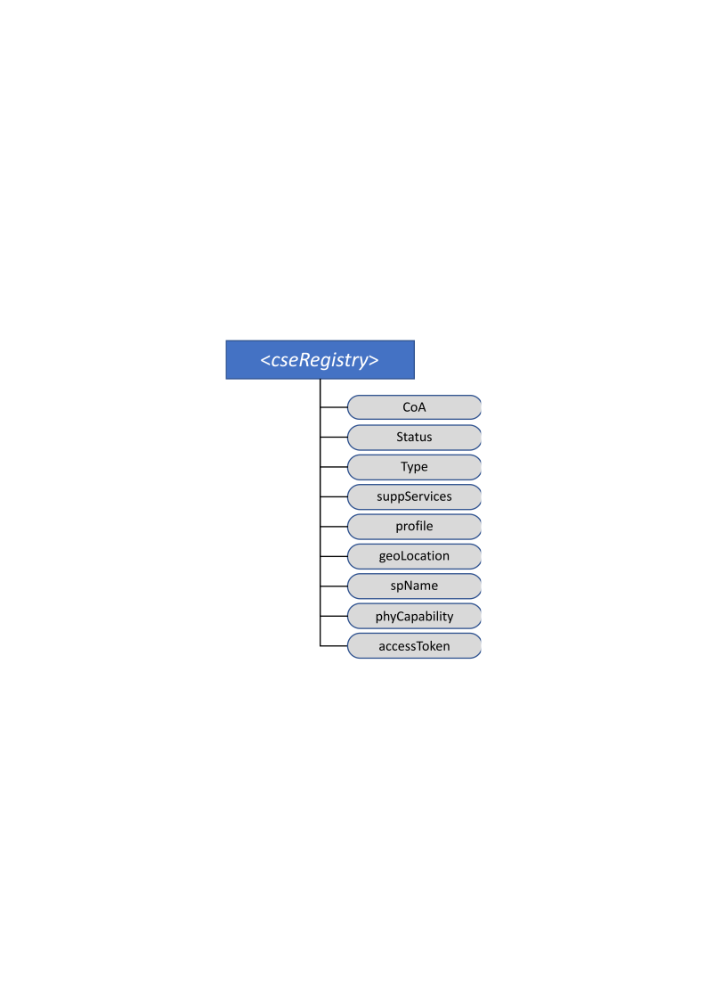 <cseRegistry>
CoA
Status
Type
suppServices
profile
geoLocation
spName
phyCapability
accessToken